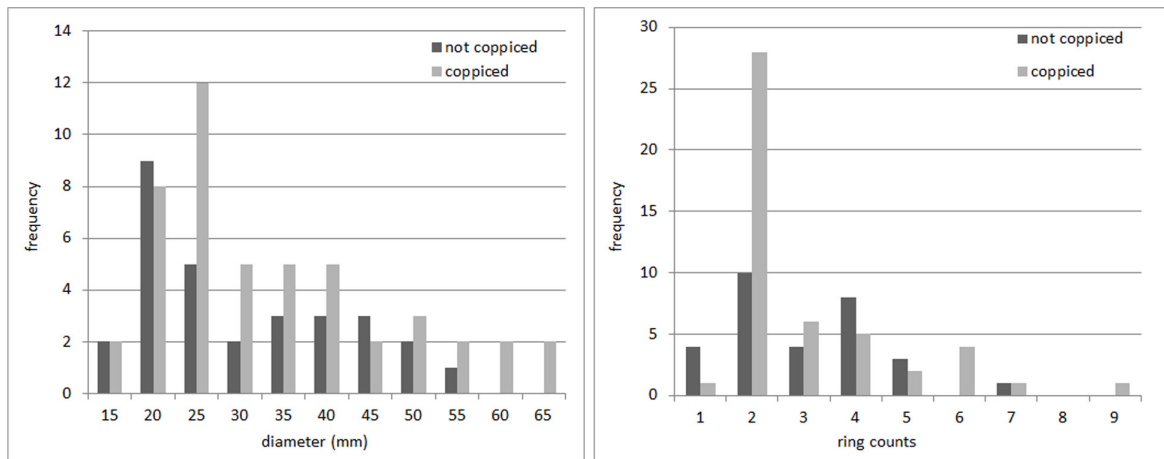 14
12
10
8
6
4
2
0
frequency
not coppiced
coppiced
15 20 25 30 35 40 45 50 55 60 65
diameter (mm)
30
25
20
15
10
5
0
frequency
not coppiced
coppiced
1 2 3 4 5 6 7 8 9
ring counts